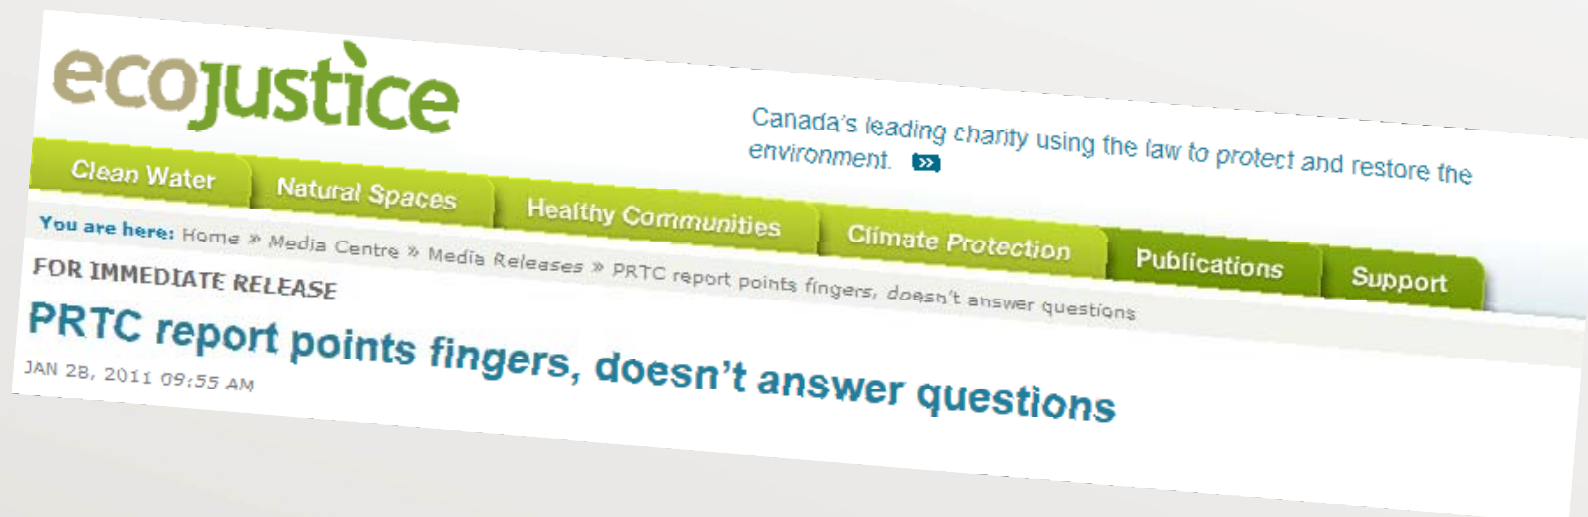 ecojustice
Canada's leading charity using the law to protect and restore the
environment. »
Clean Water Natural Spaces Healthy Communities Climate Protection Publications Support
You are here: Home » Media Centre » Media Releases » PRTC report points fingers, doesn't answer questions
FOR IMMEDIATE RELEASE
PRTC report points fingers, doesn't answer questions
JAN 28, 2011 09:55 AM